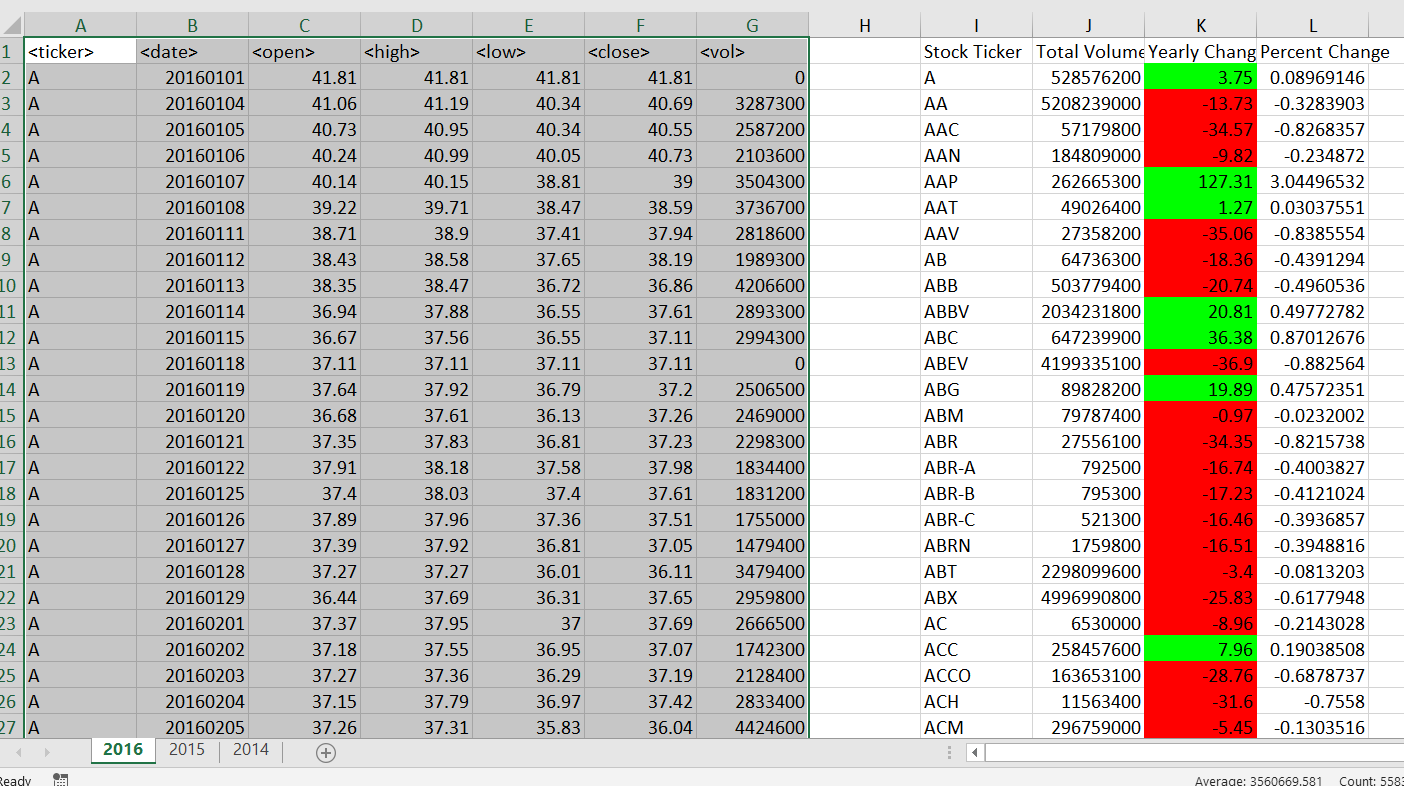 A B C D E F G H I J K L
1 <ticker> <date> <open> <high> <low> <close> <vol> Stock Ticker Total Volume Yearly Chang Percent Change
2 A 20160101 41.81 41.81 41.81 41.81 0 A 528576200 3.75 0.08969146
3 A 20160104 41.06 41.19 40.34 40.69 3287300 AA 5208239000 -13.73 -0.3283903
4 A 20160105 40.73 40.95 40.34 40.55 2587200 AAC 57179800 -34.57 -0.8268357
5 A 20160106 40.24 40.99 40.05 40.73 2103600 AAN 184809000 -9.82 -0.234872
6 A 20160107 40.14 40.15 38.81 39 3504300 AAP 262665300 127.31 3.04496532
7 A 20160108 39.22 39.71 38.47 38.59 3736700 AAT 49026400 1.27 0.03037551
8 A 20160111 38.71 38.9 37.41 37.94 2818600 AAV 27358200 -35.06 -0.8385554
9 A 20160112 38.43 38.58 37.65 38.19 1989300 AB 64736300 -18.36 -0.4391294
10 A 20160113 38.35 38.47 36.72 36.86 4206600 ABB 503779400 -20.74 -0.4960536
11 A 20160114 36.94 37.88 36.55 37.61 2893300 ABBV 2034231800 20.81 0.49772782
12 A 20160115 36.67 37.56 36.55 37.11 2994300 ABC 647239900 36.38 0.87012676
13 A 20160118 37.11 37.11 37.11 37.11 0 ABEV 4199335100 -36.9 -0.882564
14 A 20160119 37.64 37.92 36.79 37.2 2506500 ABG 89828200 19.89 0.47572351
15 A 20160120 36.68 37.61 36.13 37.26 2469000 ABM 79787400 -0.97 -0.0232002
16 A 20160121 37.35 37.83 36.81 37.23 2298300 ABR 27556100 -34.35 -0.8215738
17 A 20160122 37.91 38.18 37.58 37.98 1834400 ABR-A 792500 -16.74 -0.4003827
18 A 20160125 37.4 38.03 37.4 37.61 1831200 ABR-B 795300 -17.23 -0.4121024
19 A 20160126 37.89 37.96 37.36 37.51 1755000 ABR-C 521300 -16.46 -0.3936857
20 A 20160127 37.39 37.92 36.81 37.05 1479400 ABRN 1759800 -16.51 -0.3948816
21 A 20160128 37.27 37.27 36.01 36.11 3479400 ABT 2298099600 -3.4 -0.0813203
22 A 20160129 36.44 37.69 36.31 37.65 2959800 ABX 4996990800 -25.83 -0.6177948
23 A 20160201 37.37 37.95 37 37.69 2666500 AC 6530000 -8.96 -0.2143028
24 A 20160202 37.18 37.55 36.95 37.07 1742300 ACC 258457600 7.96 0.19038508
25 A 20160203 37.27 37.36 36.29 37.19 2128400 ACCO 163653100 -28.76 -0.6878737
26 A 20160204 37.15 37.79 36.97 37.42 2833400 ACH 11563400 -31.6 -0.7558
27 A 20160205 37.26 37.31 35.83 36.04 4424600 ACM 296759000 -5.45 -0.1303516
2016 2015 2014
Ready Average: 3560669.581 Count: 5583